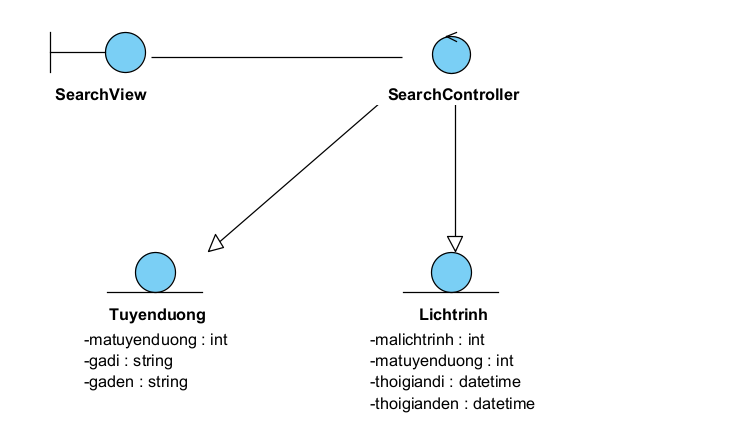 SearchView
SearchController
Tuyenduong
-matuyenduong : int
-gadi : string
-gaden : string
Lichtrinh
-malichtrinh : int
-matuyenduong : int
-thoigiandi : datetime
-thoigianden : datetime